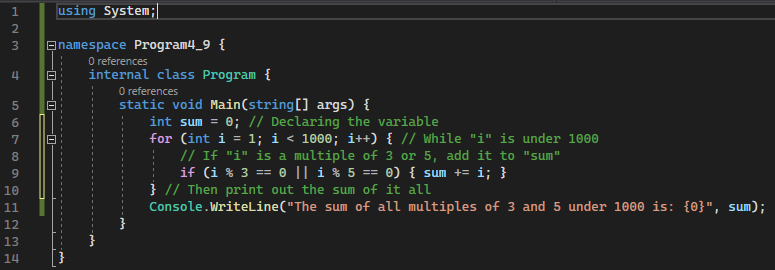 1 using System;
2
3 namespace Program4_9 {
0 references
4 internal class Program {
0 references
5 static void Main(string[] args) {
6 int sum = 0; // Declaring the variable
7 for (int i = 1; i < 1000; i++) { // While "i" is under 1000
8 // If "i" is a multiple of 3 or 5, add it to "sum"
9 if (i % 3 == 0 || i % 5 == 0) { sum += i; }
10 } // Then print out the sum of it all
11 Console.WriteLine("The sum of all multiples of 3 and 5 under 1000 is: {0}", sum);
12 }
13 }
14 }